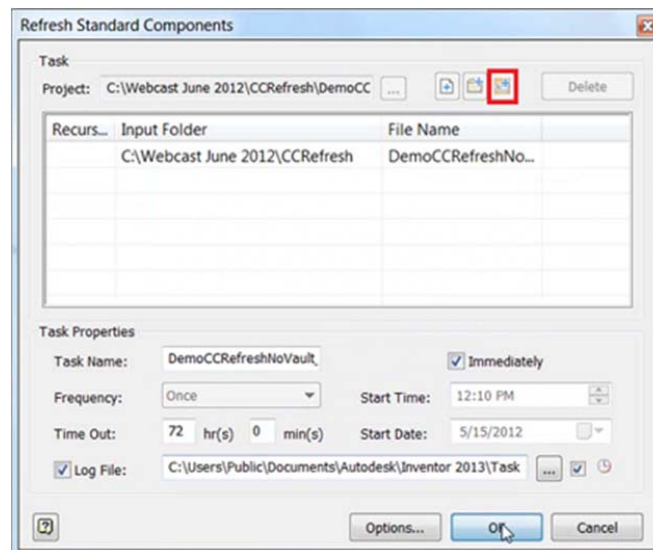 Refresh Standard Components
Task
Project: C:\Webcast June 2012\CCRefresh\DemoCC ... Delete
Recurs... Input Folder File Name
C:\Webcast June 2012\CCRefresh DemoCCRefreshNo...
Task Properties
Task Name: DemoCCRefreshNoVault_ Immediately
Frequency: Once Start Time: 12:10 PM
Time Out: 72 hr(s) 0 min(s) Start Date: 5/15/2012
Log File: C:\Users\Public\Documents\Autodesk\Inventor 2013\Task ...
Options... OK Cancel